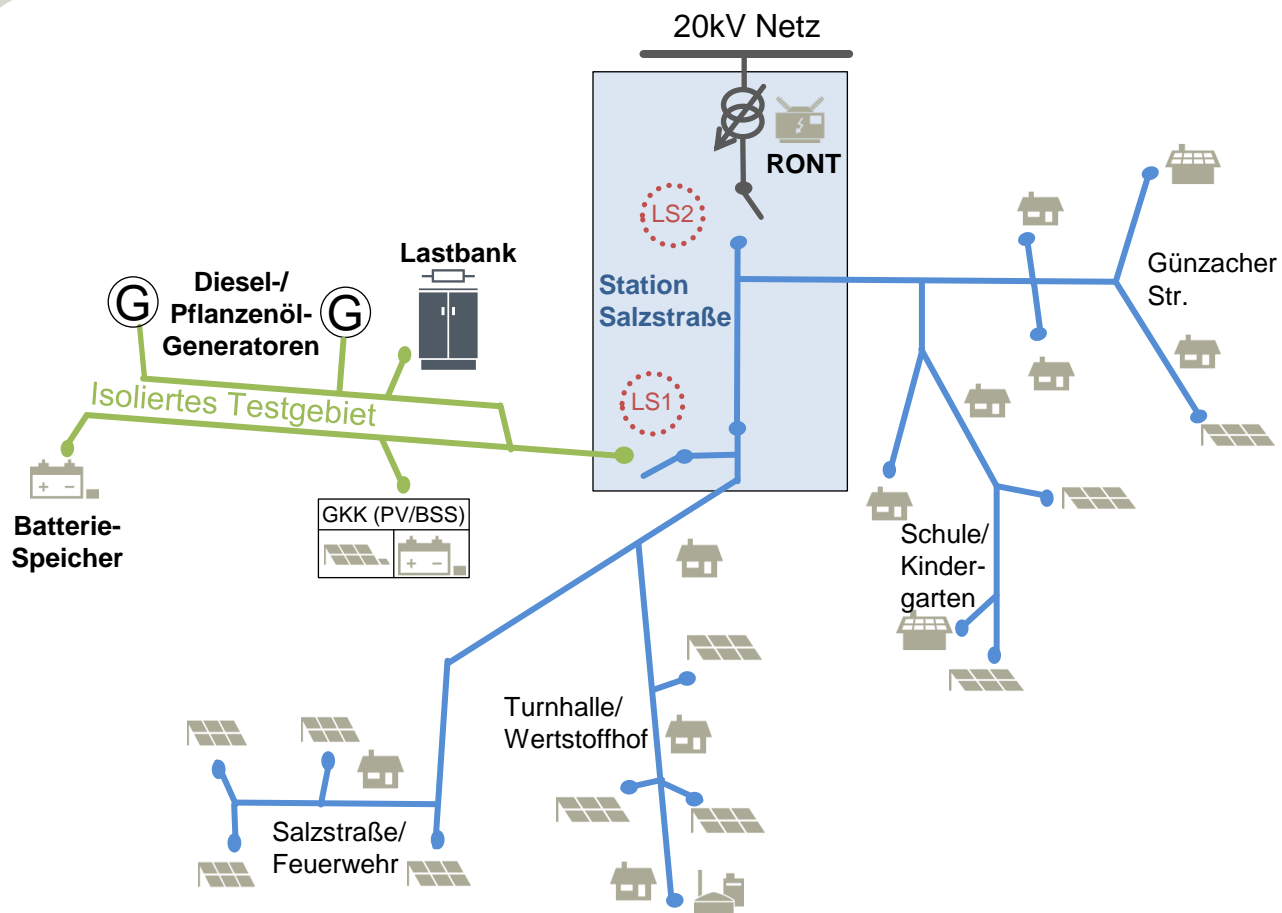 20kV Netz
RONT
LS2
Station
Salzstraße
LS1
Lastbank
Diesel-/
Pflanzenöl-
Generatoren
G
G
Isoliertes Testgebiet
Batterie-
Speicher
GKK (PV/BSS)
Günzacher
Str.
Schule/
Kinder-
garten
Turnhalle/
Wertstoffhof
Salzstraße/
Feuerwehr